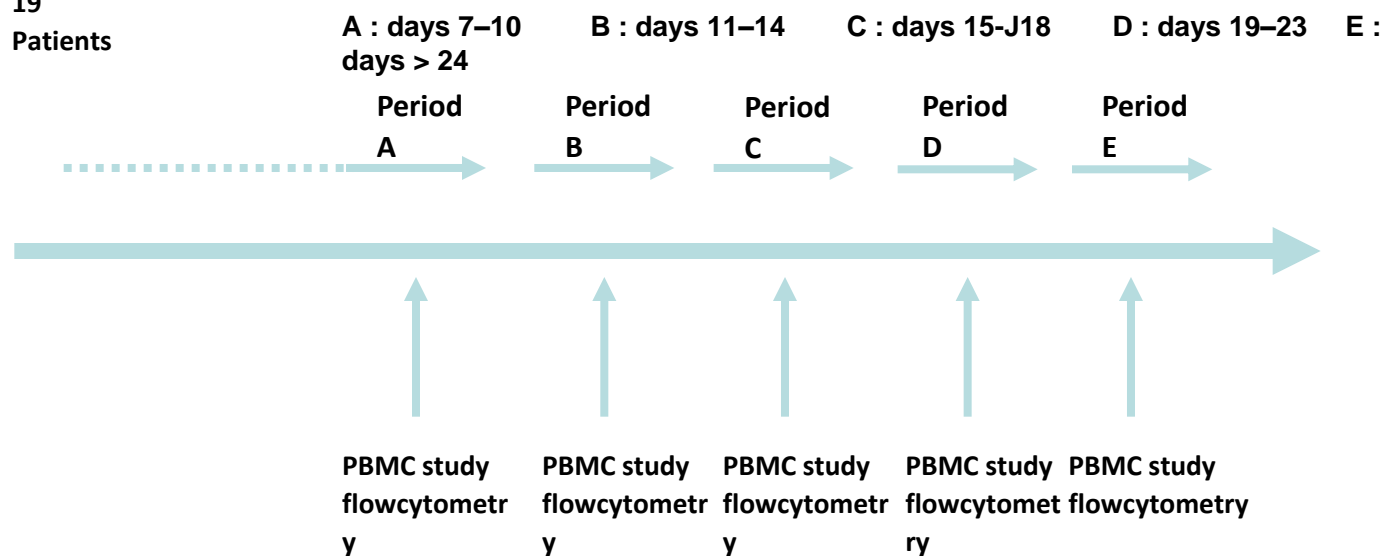 19
Patients
A : days 7–10 B : days 11–14 C : days 15-J18 D : days 19–23 E :
days > 24
Period Period Period Period Period
A B C D E
PBMC study PBMC study PBMC study PBMC study PBMC study
flowcytometr flowcytometr flowcytometr flowcytomet flowcytometry
y y y ry